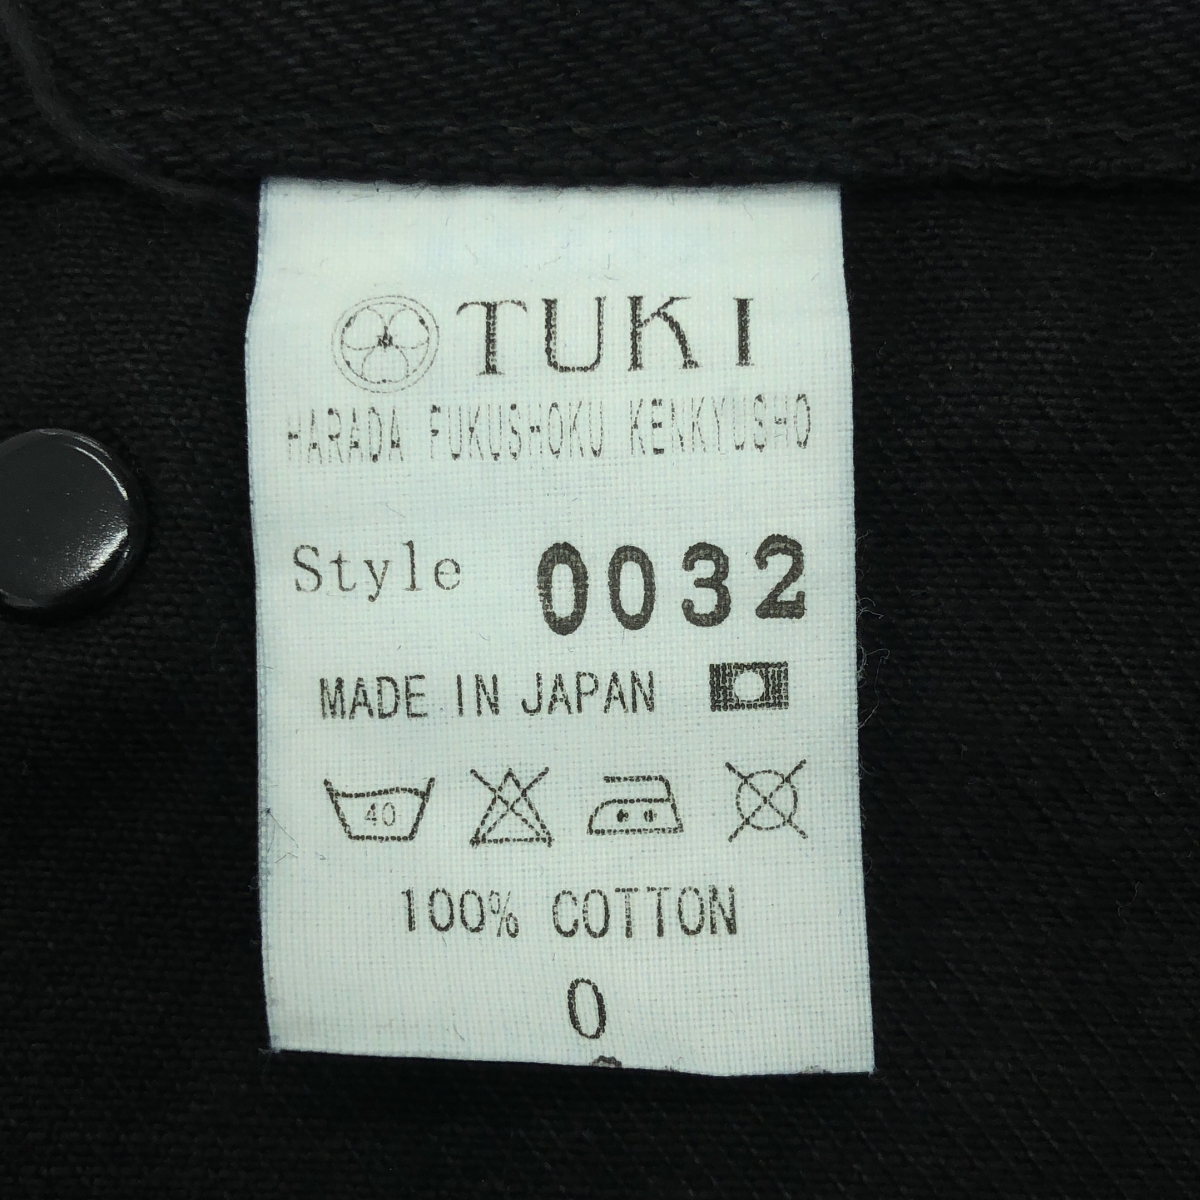 TUKI
HARADA FUKUSHOKU KENKYUSHO
Style 0032
MADE IN JAPAN
40
100% COTTON
0